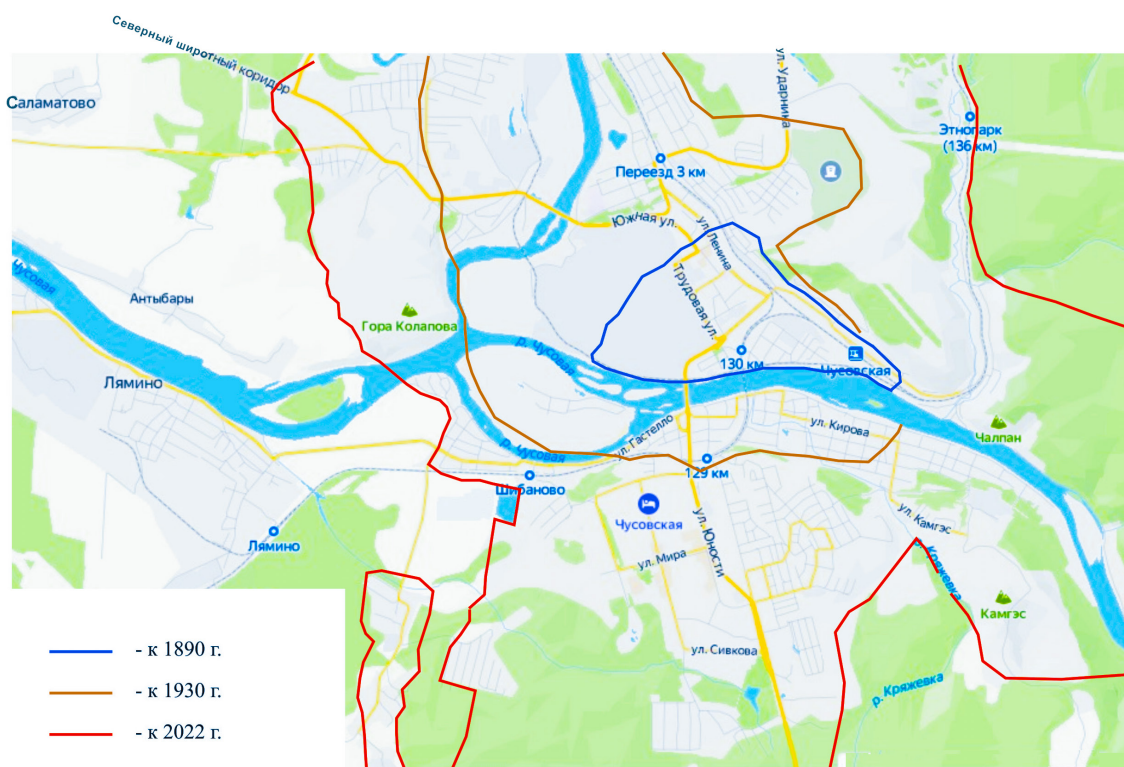 Северный широтный коридор
Саламатово
ул. Ударника
Этнопарк
(136 км)
Переезд 3 км
Южная ул.
ул. Ленина
Чусовая
Антыбары
Трудовая ул.
Гора Колапова
р. Чусовая
130 км
Чусовская
Лямино
ул. Кирова
Чалпан
ул. Гастелло
р. Чусовая
129 км
Шибаново
Чусовская
ул. Юности
ул. Камгэс
Лямино
ул. Мира
р. Кряжевка
Камгэс
ул. Сивкова
р. Кряжевка
- к 1890 г.
- к 1930 г.
- к 2022 г.